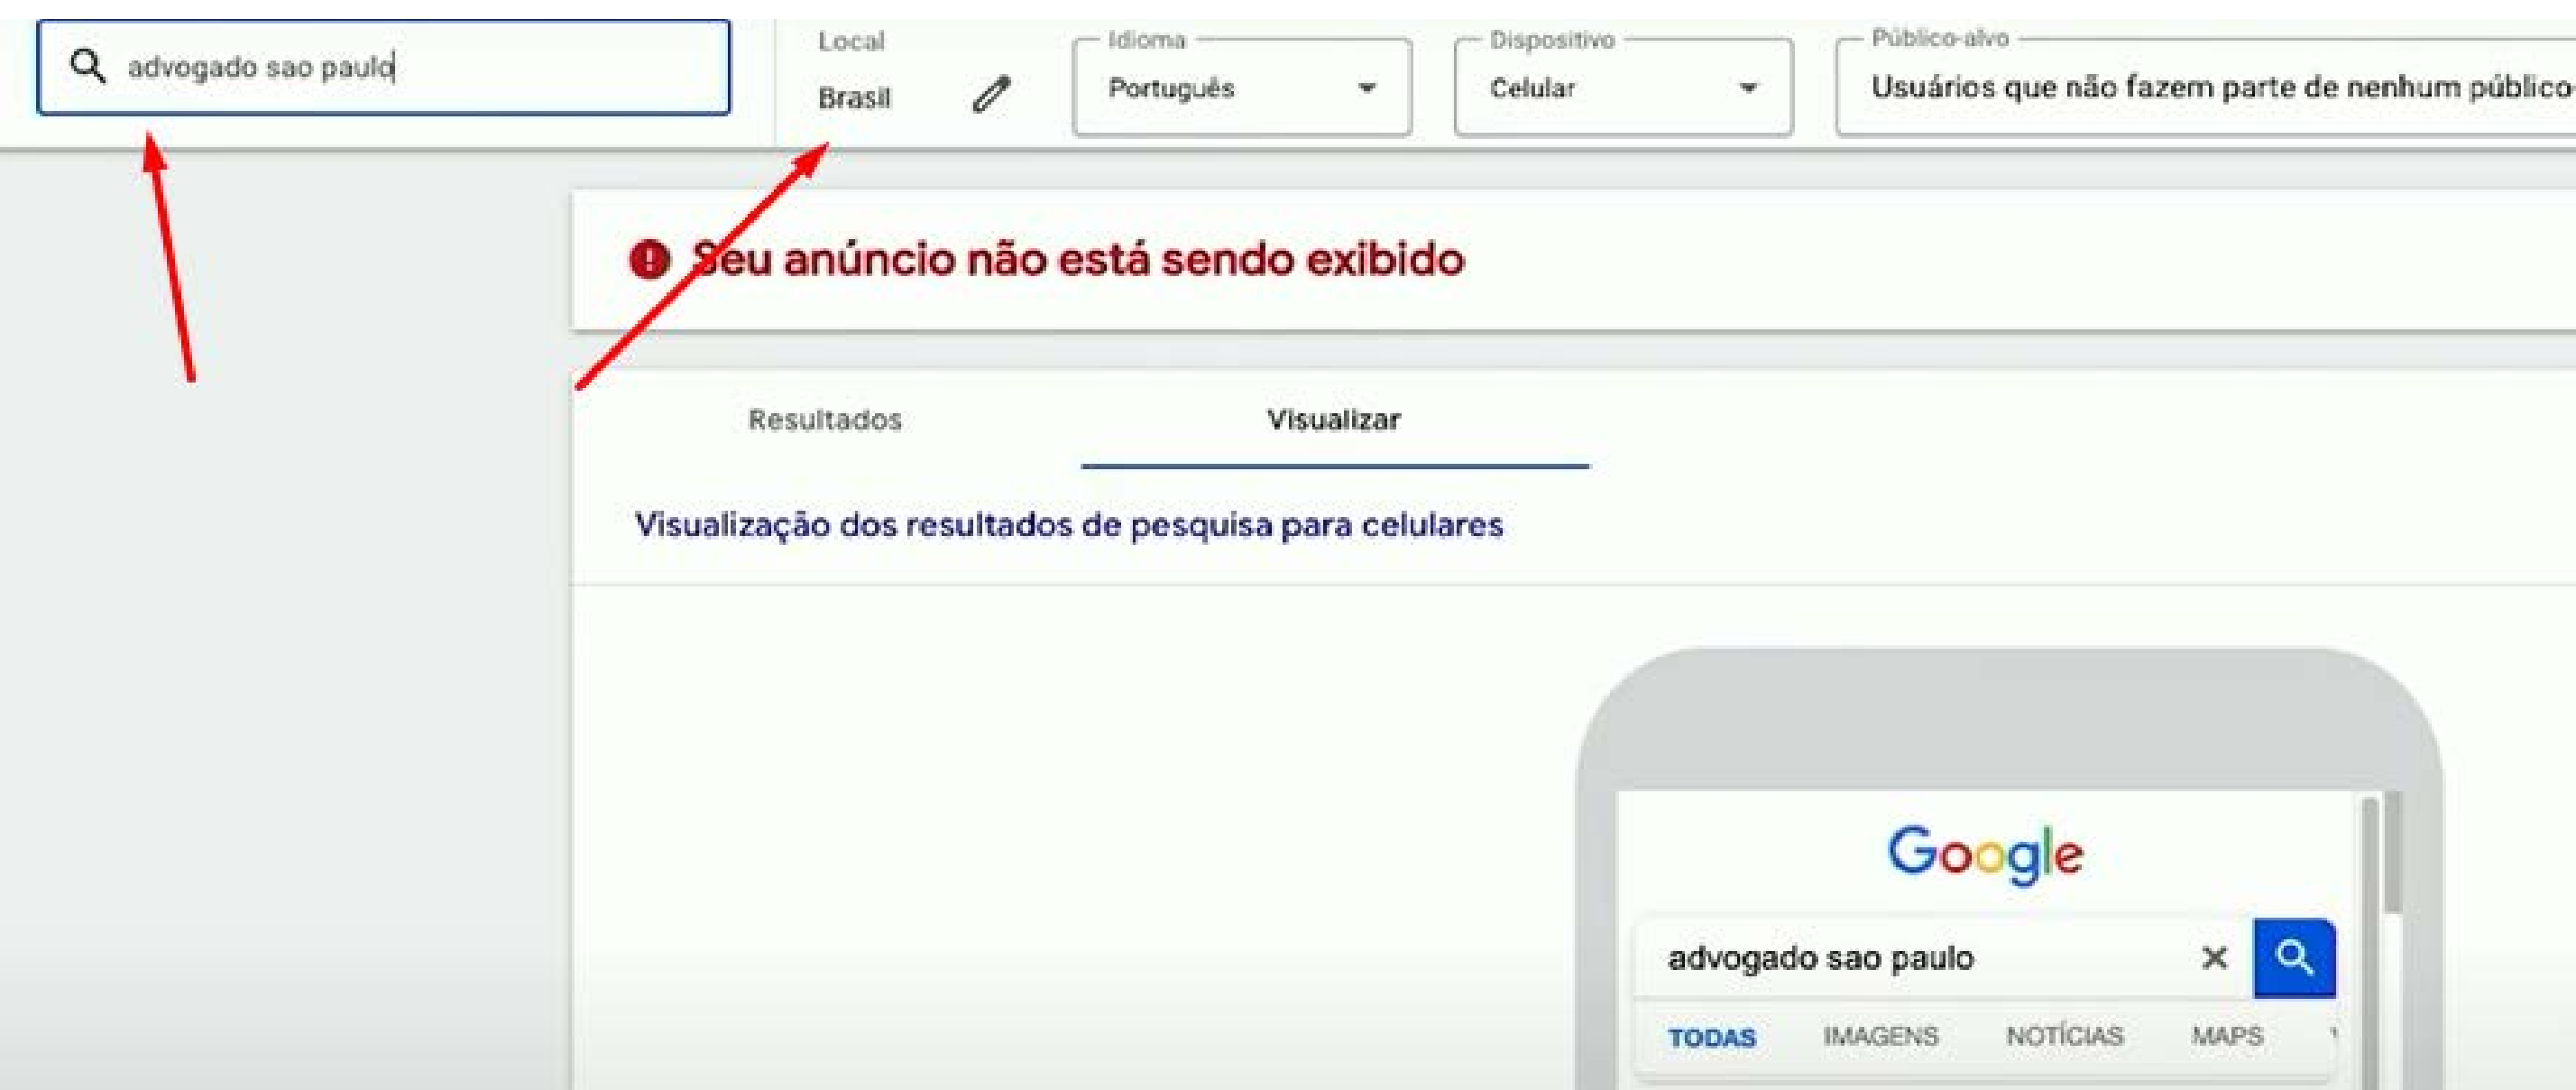 advogado sao paulo
Local
Brasil
Idioma
Português
Dispositivo
Celular
Público-alvo
Usuários que não fazem parte de nenhum público
Seu anúncio não está sendo exibido
Resultados
Visualizar
Visualização dos resultados de pesquisa para celulares
Google
advogado sao paulo
TODAS IMAGENS NOTÍCIAS MAPS